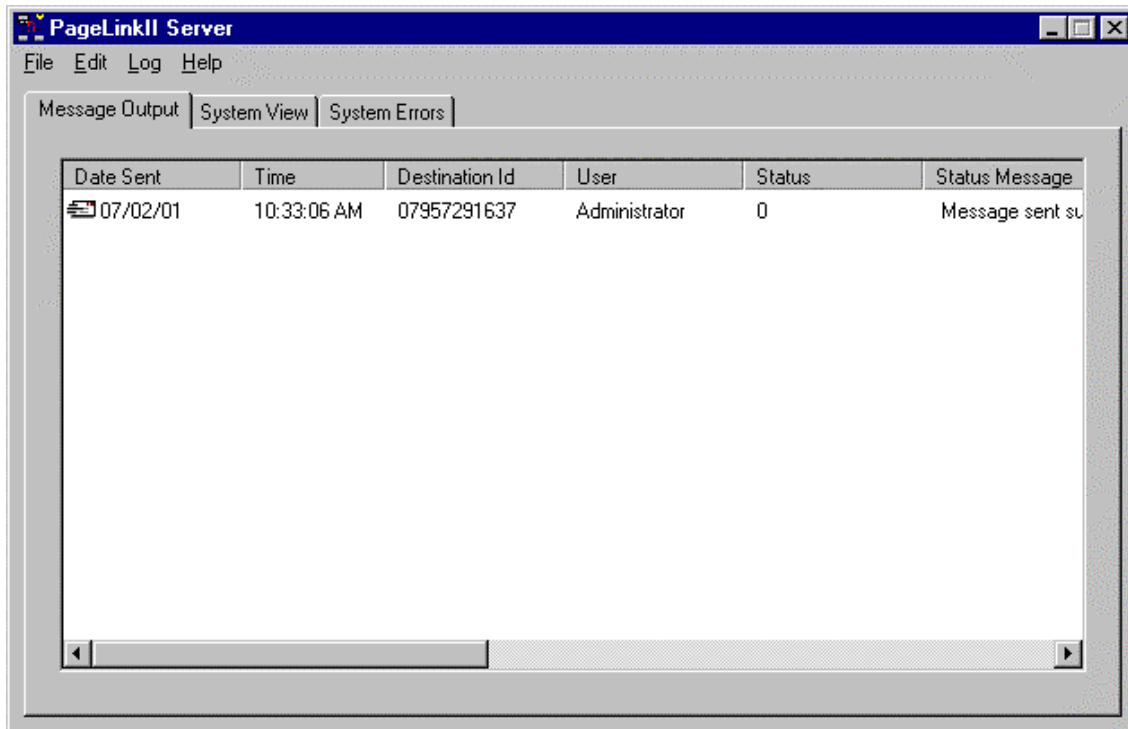 PageLinkII Server
File Edit Log Help
Message Output System View System Errors
Date Sent Time Destination Id User Status Status Message
07/02/01 10:33:06 AM 07957291637 Administrator 0 Message sent su